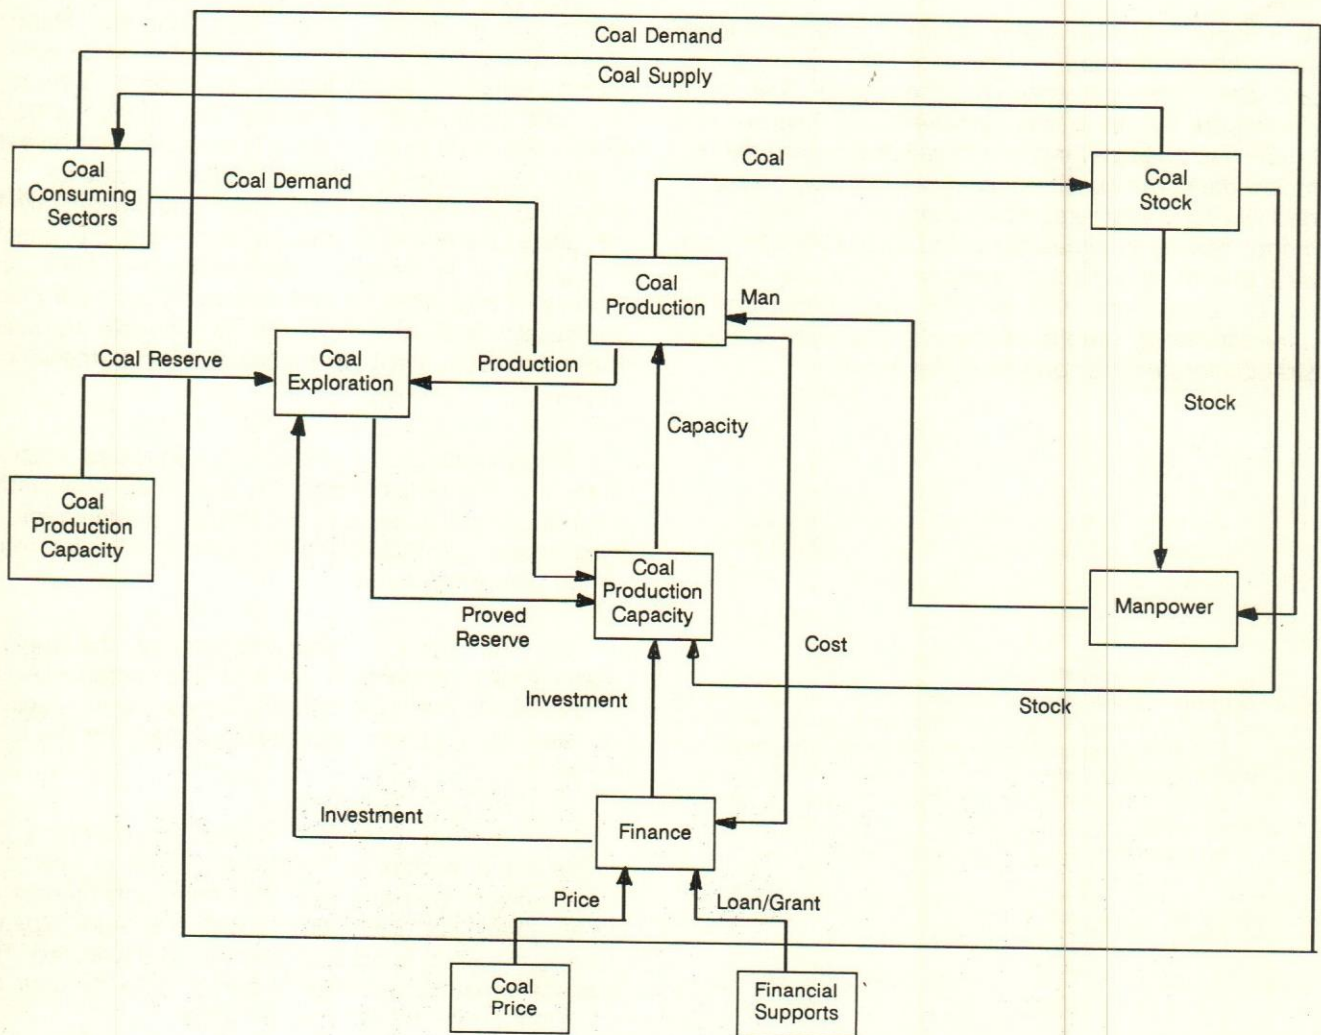 Coal Demand
Coal Supply
Coal
Consuming
Sectors
Coal Demand
Coal
Coal
Stock
Coal
Production
Man
Coal Reserve
Coal
Exploration
Production
Capacity
Stock
Coal
Production
Capacity
Coal
Production
Capacity
Manpower
Proved
Reserve
Cost
Investment
Stock
Investment
Finance
Price
Loan/Grant
Coal
Price
Financial
Supports